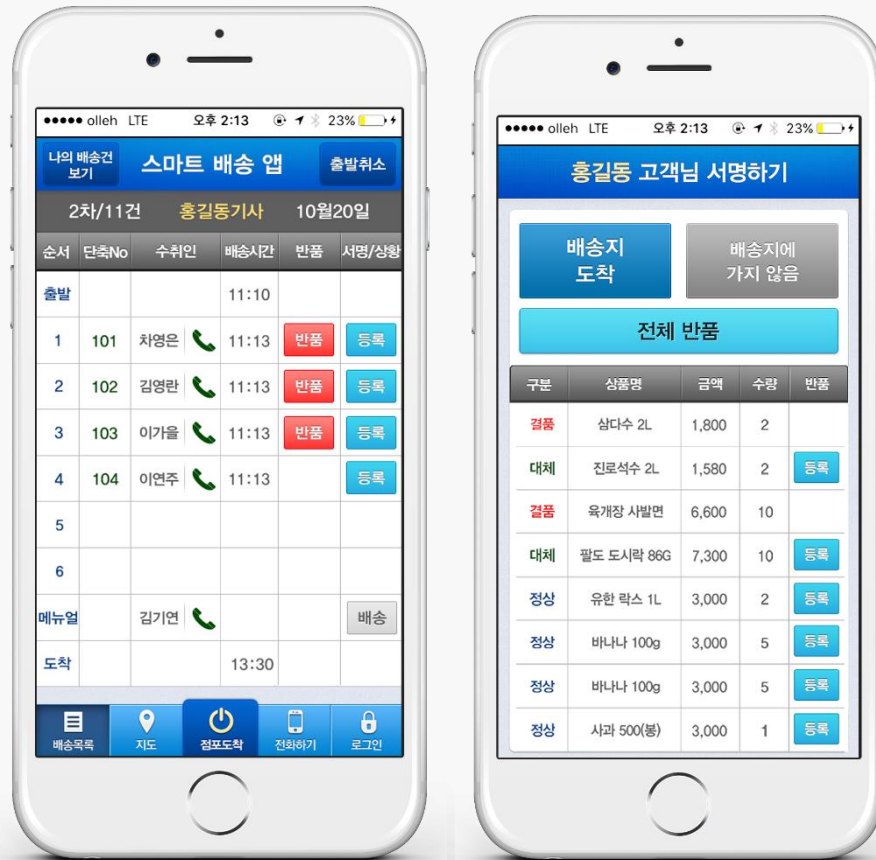 olleh LTE 오후 2:13 23%
나의 배송건
보기
스마트 배송 앱
출발취소
2차/11건 홍길동기사 10월20일
순서 단축No 수취인 배송시간 반품 서명/상황
출발 11:10
1 101 차영은 11:13 반품 등록
2 102 김영란 11:13 반품 등록
3 103 이가을 11:13 반품 등록
4 104 이연주 11:13 등록
5
6
메뉴얼 김기연 배송
도착 13:30
배송목록 지도 점포도착 전화하기 로그인
olleh LTE 오후 2:13 23%
홍길동 고객님 서명하기
배송지
도착
배송지에
가지 않음
전체 반품
구분 상품명 금액 수량 반품
결품 삼다수 2L 1,800 2
대체 진로석수 2L 1,580 2 등록
결품 육개장 사발면 6,600 10
대체 팔도 도시락 86G 7,300 10 등록
정상 유한 락스 1L 3,000 2 등록
정상 바나나 100g 3,000 5 등록
정상 바나나 100g 3,000 5 등록
정상 사과 500(봉) 3,000 1 등록